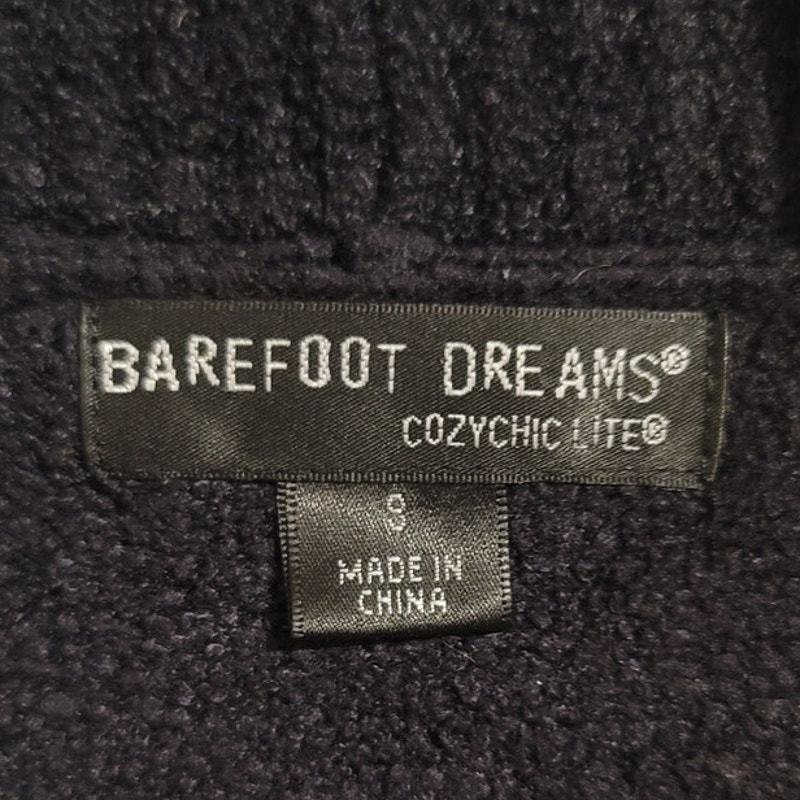 BAREFOOT DREAMS®
COZYCHIC LITE®
S
MADE IN
CHINA